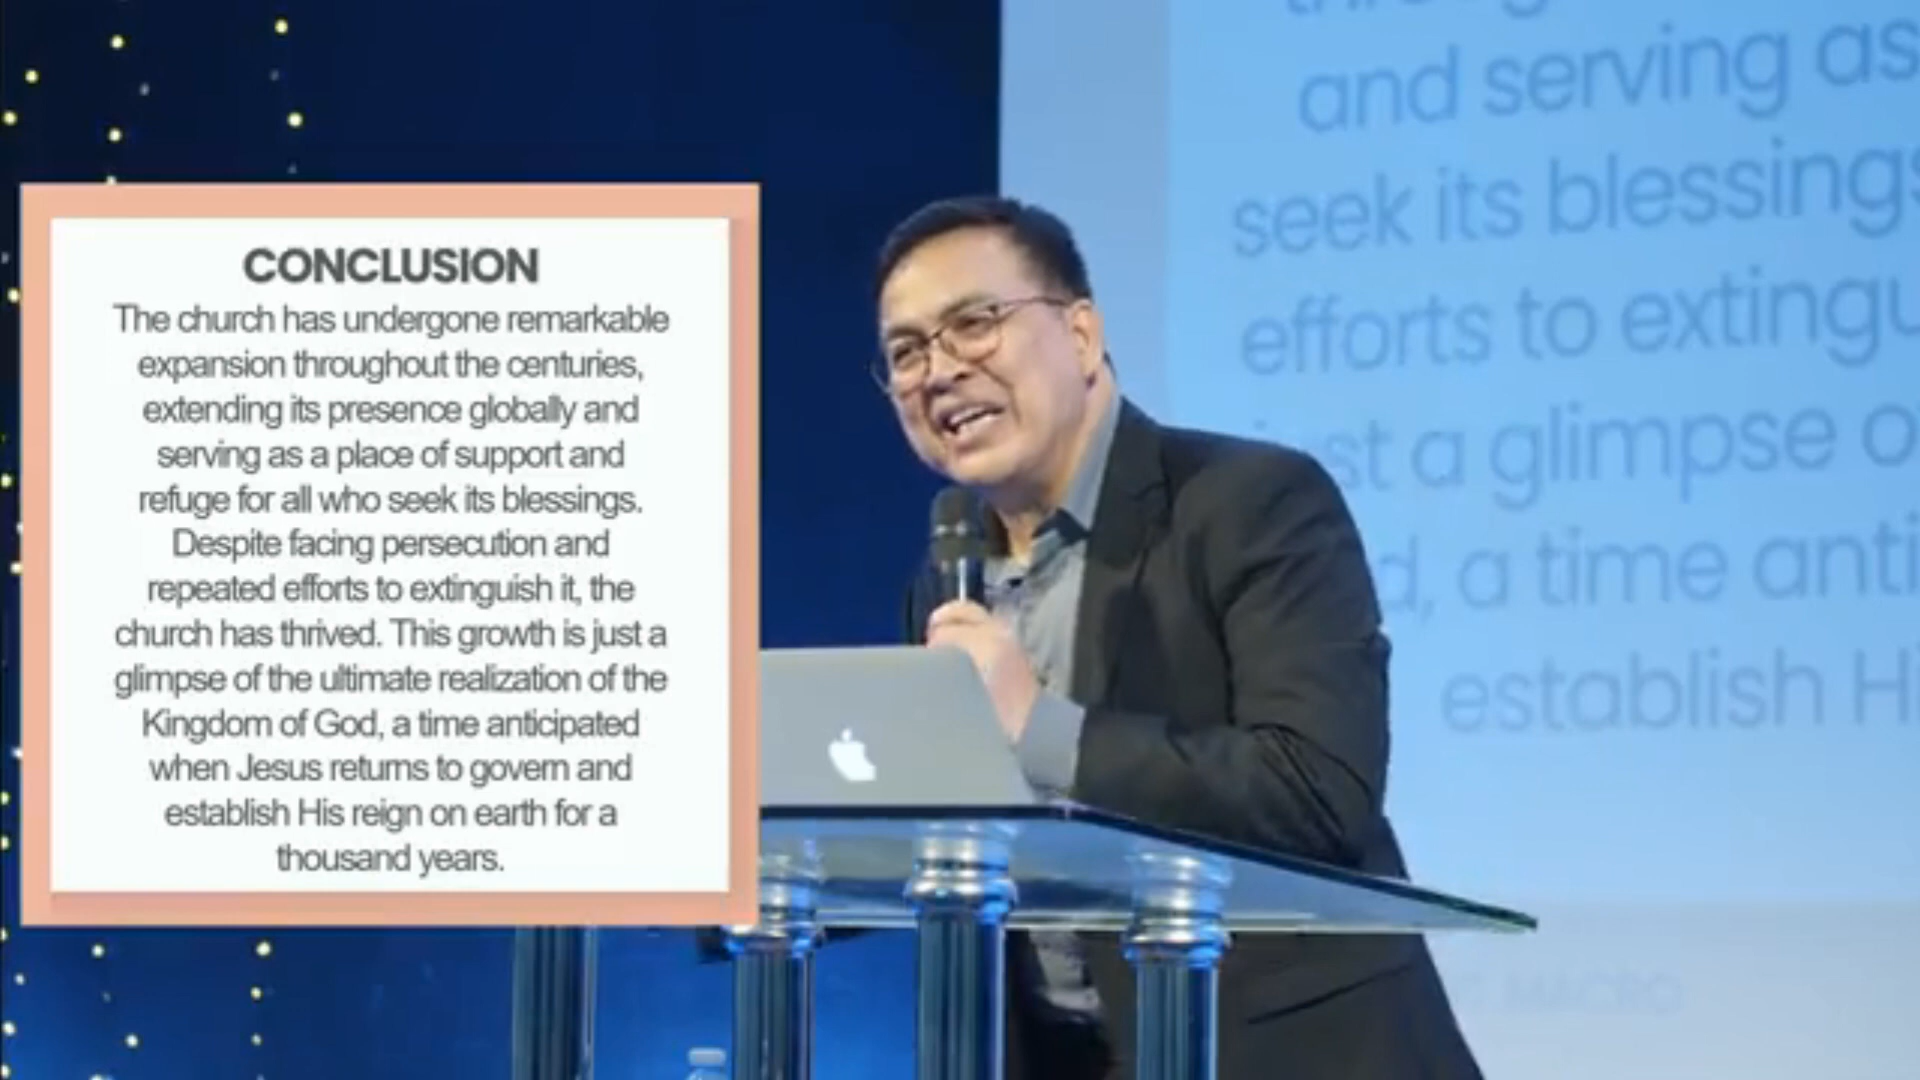 CONCLUSION
The church has undergone remarkable
expansion throughout the centuries,
extending its presence globally and
serving as a place of support and
refuge for all who seek its blessings.
Despite facing persecution and
repeated efforts to extinguish it, the
church has thrived. This growth is just a
glimpse of the ultimate realization of the
Kingdom of God, a time anticipated
when Jesus returns to govern and
establish His reign on earth for a
thousand years.
and serving as
seek its blessings
efforts to
a glimpse
a time
establish